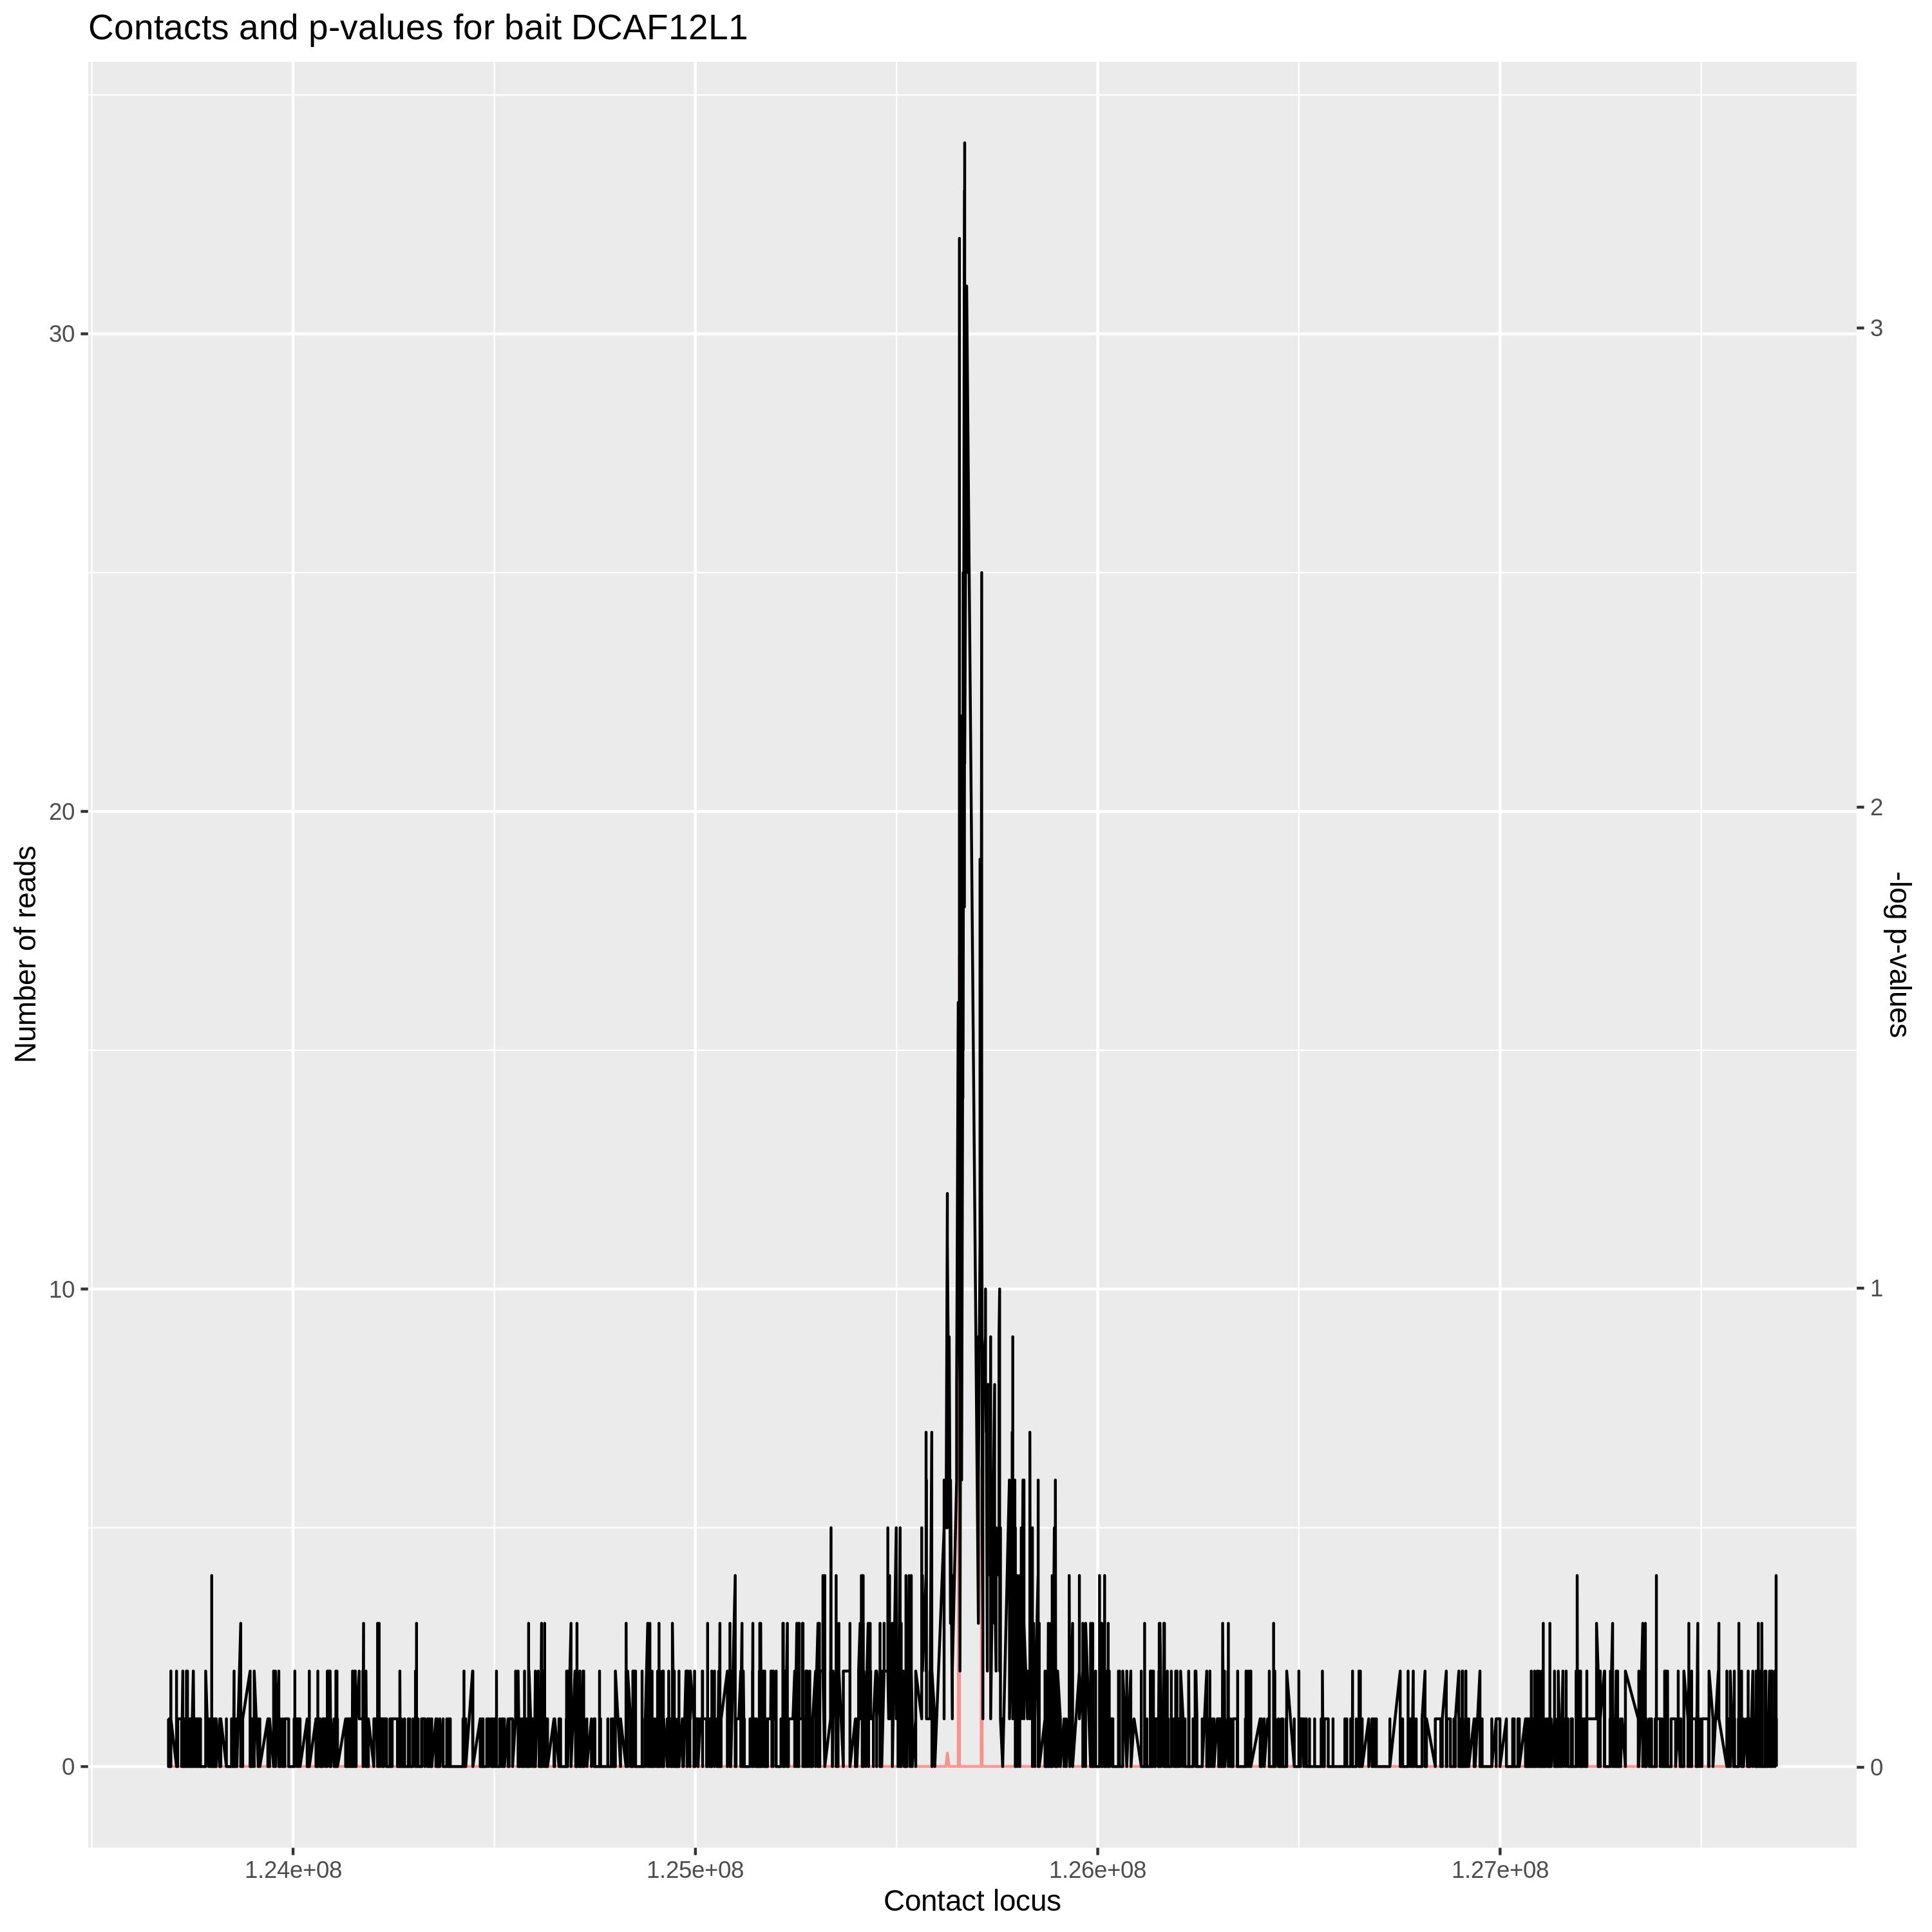 Contacts and p-values for bait DCAF12L1
Number of reads
30
20
10
0
3
2
1
0
-log p-values
1.24e+08
1.25e+08
1.26e+08
1.27e+08
Contact locus